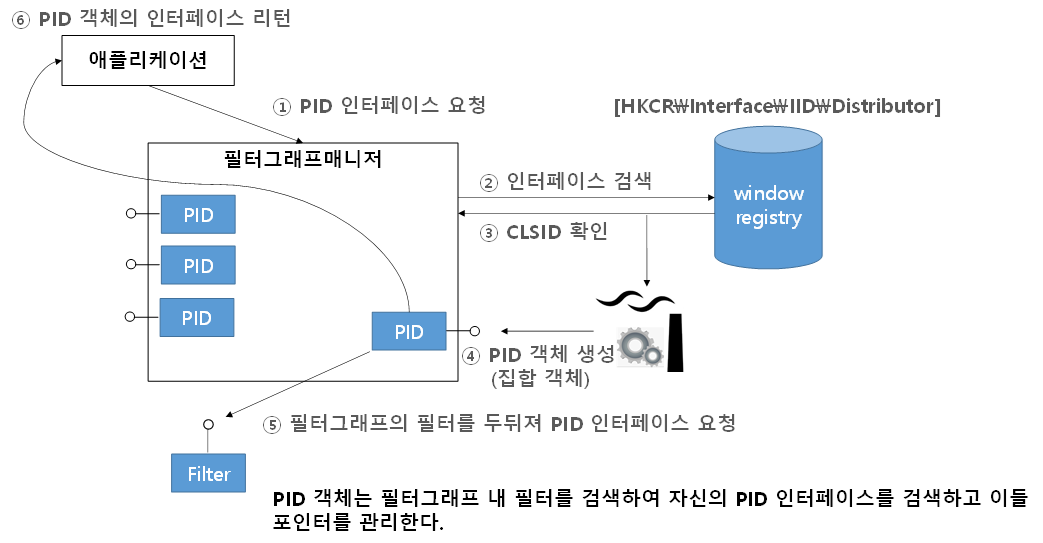 ⑥ PID 객체의 인터페이스 리턴
애플리케이션
① PID 인터페이스 요청
[HKCR₩Interface₩IID₩Distributor]
필터그래프매니저
② 인터페이스 검색
window
registry
PID
③ CLSID 확인
PID
PID
PID
④ PID 객체 생성
(집합 객체)
⑤ 필터그래프의 필터를 두뒤져 PID 인터페이스 요청
Filter
PID 객체는 필터그래프 내 필터를 검색하여 자신의 PID 인터페이스를 검색하고 이들
포인터를 관리한다.